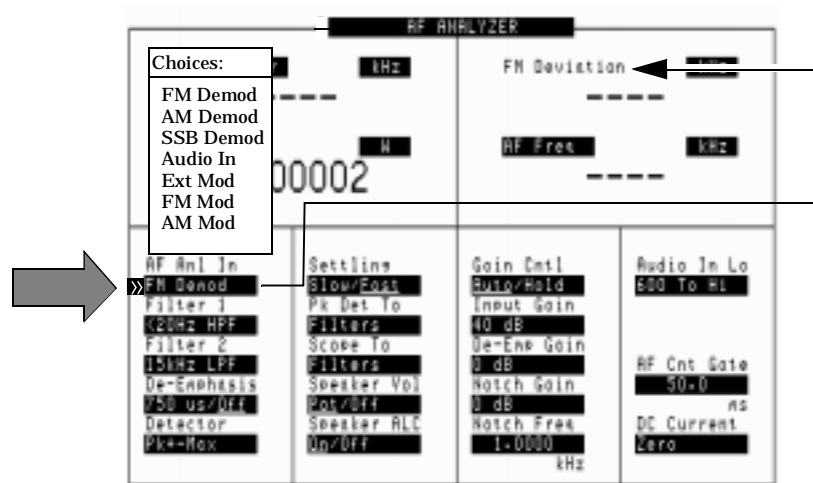 AF ANALYZER
Choices:
FM Demod
AM Demod
SSB Demod
Audio In
Ext Mod
FM Mod
AM Mod
kHz
W
00002
FM Deviation
kHz
----
AF Freq
kHz
----
AF Anl In
FM Demod
Filter 1
<20Hz HPF
Filter 2
15kHz LPF
De-Emphasis
750 us/Off
Detector
Pk+-Max
Settling
Slow/Fast
Pk Det To
Filters
Scope To
Filters
Speaker Vol
Pot/Off
Speaker ALC
On/Off
Gain Cntl
Auto/Hold
Input Gain
40 dB
De-Emp Gain
0 dB
Notch Gain
0 dB
Notch Freq
1.0000
kHz
Audio In Lo
600 To Hi
AF Cnt Gate
50.0
ms
DC Current
Zero